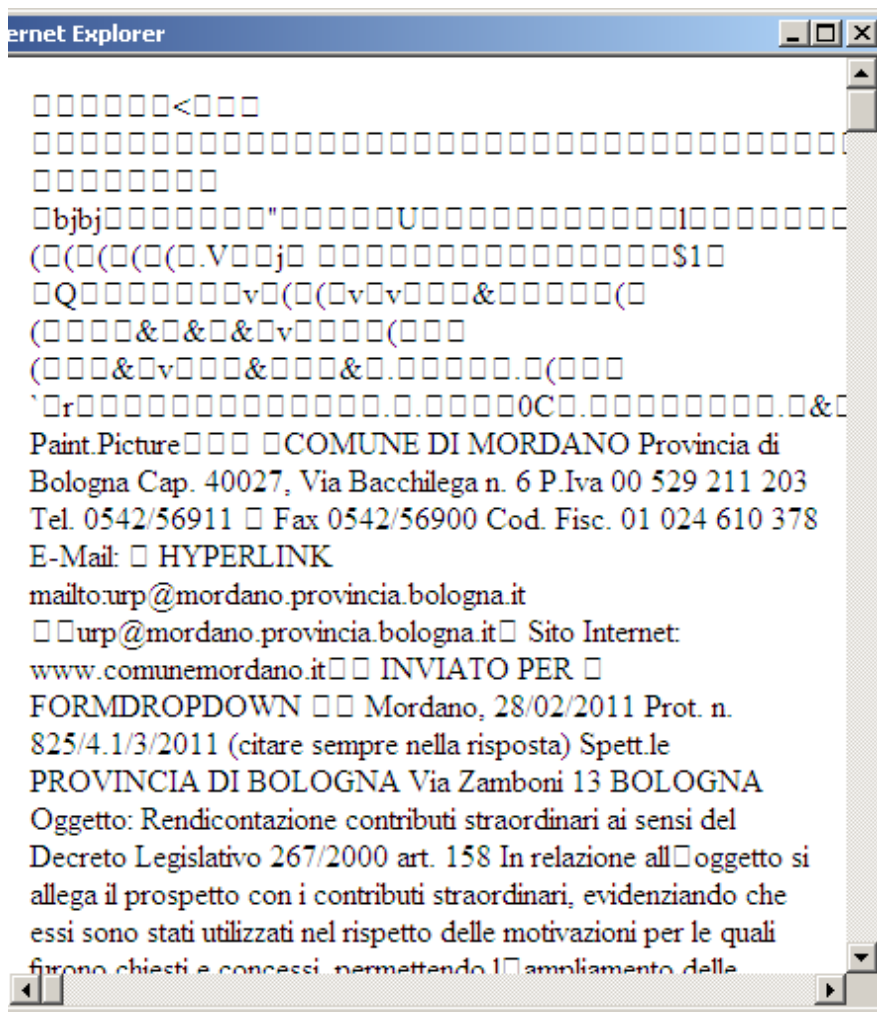 ernet Explorer
□□□□□□<□□□
□□□□□□□□□□□□□□□□□□□□□□□□□□□□□□□□□□□
□□□□□□□□
□bjbj□□□□□□□"□□□□□U□□□□□□□□□□□l□□□□□□□
(□(□(□(□(□.V□□j□ □□□□□□□□□□□□□□□$1□
□Q□□□□□□□v□(□(□v□v□□□&□□□□□(□
(□□□□&□&□&□v□□□□(□□□
(□□□&□v□□□&□□□&□.□□□□□.□(□□□
`□r□□□□□□□□□□□□□.□.□□□□0C□.□□□□□□□□.□&□
Paint.Picture□□□ □COMUNE DI MORDANO Provincia di
Bologna Cap. 40027, Via Bacchilega n. 6 P.Iva 00 529 211 203
Tel. 0542/56911 □ Fax 0542/56900 Cod. Fisc. 01 024 610 378
E-Mail: □ HYPERLINK
mailto:urp@mordano.provincia.bologna.it
□□urp@mordano.provincia.bologna.it□ Sito Internet:
www.comunemordano.it□□ INVIATO PER □
FORMDROPDOWN □□ Mordano, 28/02/2011 Prot. n.
825/4.1/3/2011 (citare sempre nella risposta) Spett.le
PROVINCIA DI BOLOGNA Via Zamboni 13 BOLOGNA
Oggetto: Rendicontazione contributi straordinari ai sensi del
Decreto Legislativo 267/2000 art. 158 In relazione all□oggetto si
allega il prospetto con i contributi straordinari, evidenziando che
essi sono stati utilizzati nel rispetto delle motivazioni per le quali
furono chiesti e concessi, permettendo l□ampliamento delle